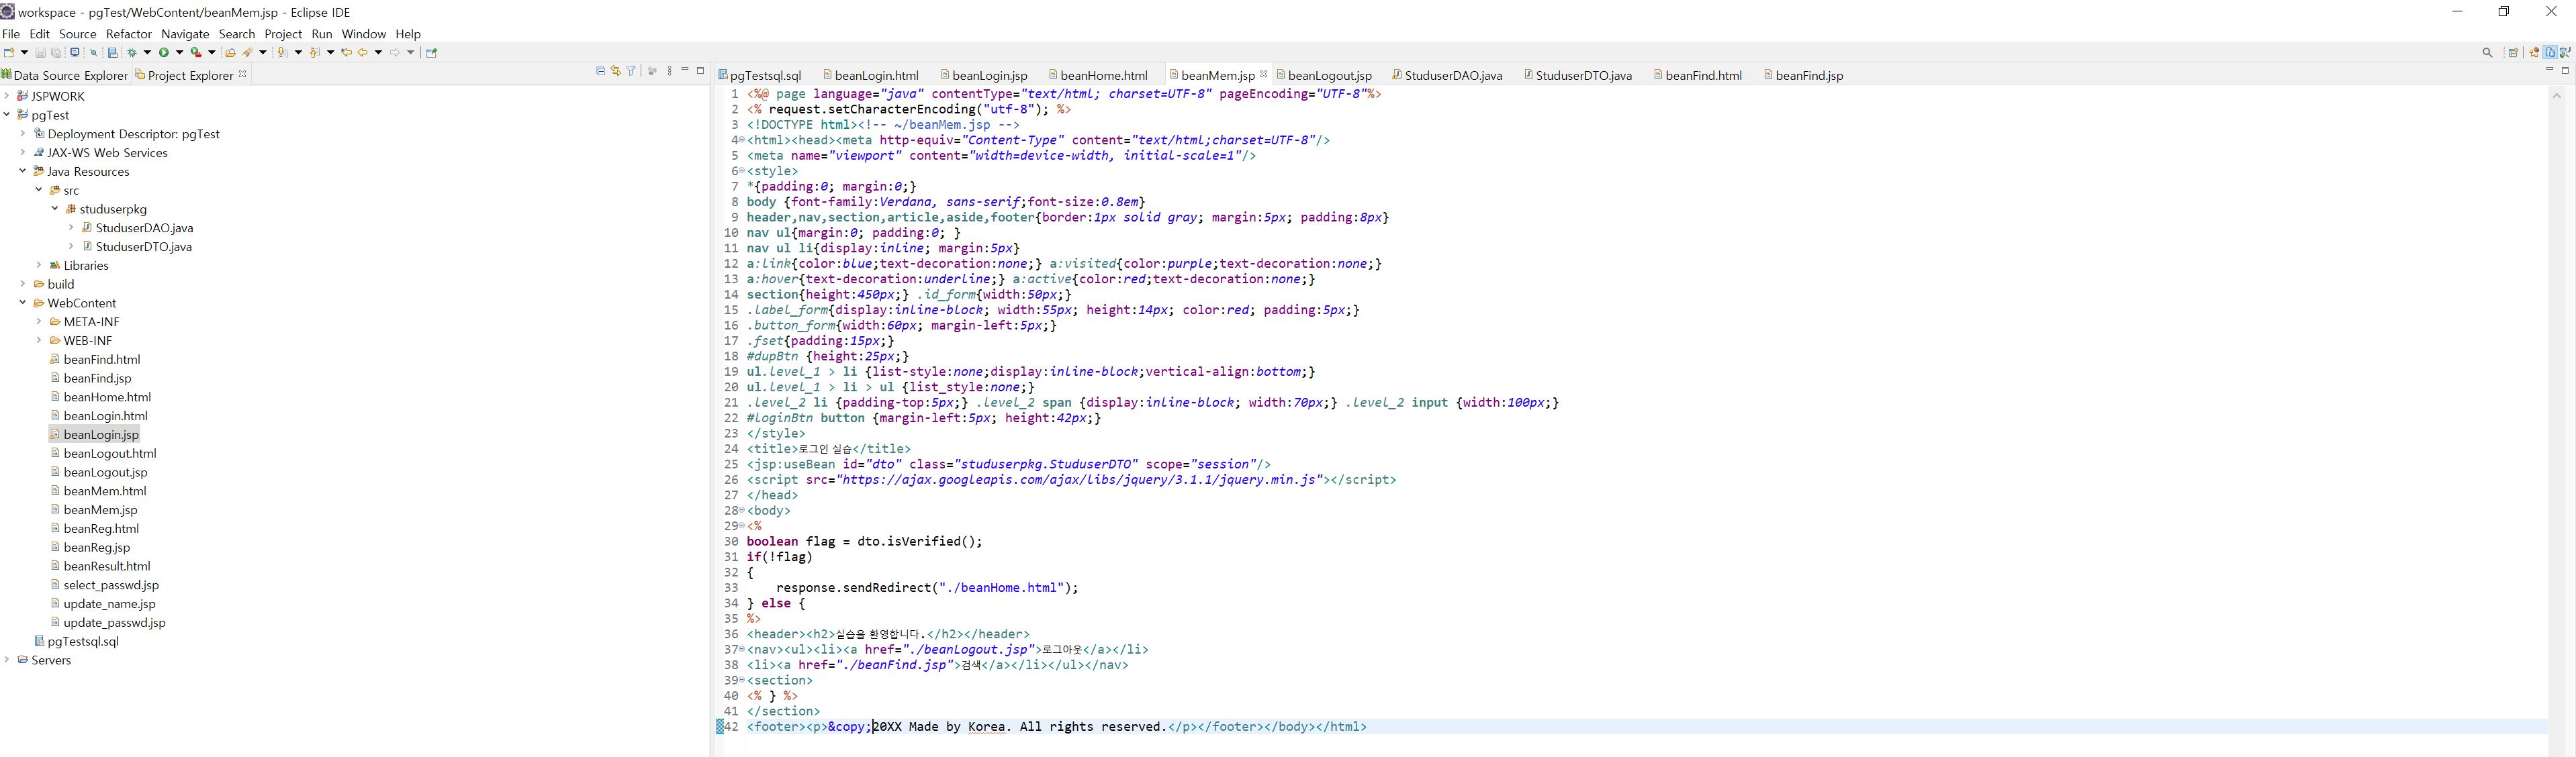 workspace - pgTest/WebContent/beanMem.jsp - Eclipse IDE
File Edit Source Refactor Navigate Search Project Run Window Help
Data Source Explorer Project Explorer
JSPWORK
pgTest
Deployment Descriptor: pgTest
JAX-WS Web Services
Java Resources
src
studuserpkg
StuduserDAO.java
StuduserDTO.java
Libraries
build
WebContent
META-INF
WEB-INF
beanFind.html
beanFind.jsp
beanHome.html
beanLogin.html
beanLogin.jsp
beanLogout.html
beanLogout.jsp
beanMem.html
beanMem.jsp
beanReg.html
beanReg.jsp
beanResult.html
select_passwd.jsp
update_name.jsp
update_passwd.jsp
pgTestsql.sql
Servers
pgTestsql.sql beanLogin.html beanLogin.jsp beanHome.html beanMem.jsp beanLogout.jsp StuduserDAO.java StuduserDTO.java beanFind.html beanFind.jsp
1 <%@ page language="java" contentType="text/html; charset=UTF-8" pageEncoding="UTF-8"%>
2 <% request.setCharacterEncoding("utf-8"); %>
3 <!DOCTYPE html><!-- ~/beanMem.jsp -->
4 <html><head><meta http-equiv="Content-Type" content="text/html;charset=UTF-8"/>
5 <meta name="viewport" content="width=device-width, initial-scale=1"/>
6 <style>
7 *{padding:0; margin:0;}
8 body {font-family:Verdana, sans-serif;font-size:0.8em}
9 header,nav,section,article,aside,footer{border:1px solid gray; margin:5px; padding:8px}
10 nav ul{margin:0; padding:0; }
11 nav ul li{display:inline; margin:5px}
12 a:link{color:blue;text-decoration:none;} a:visited{color:purple;text-decoration:none;}
13 a:hover{text-decoration:underline;} a:active{color:red;text-decoration:none;}
14 section{height:450px;} .id_form{width:50px;}
15 .label_form{display:inline-block; width:55px; height:14px; color:red; padding:5px;}
16 .button_form{width:60px; margin-left:5px;}
17 .fset{padding:15px;}
18 #dupBtn {height:25px;}
19 ul.level_1 > li {list-style:none;display:inline-block;vertical-align:bottom;}
20 ul.level_1 > li > ul {list_style:none;}
21 .level_2 li {padding-top:5px;} .level_2 span {display:inline-block; width:70px;} .level_2 input {width:100px;}
22 #loginBtn button {margin-left:5px; height:42px;}
23 </style>
24 <title>로그인 실습</title>
25 <jsp:useBean id="dto" class="studuserpkg.StuduserDTO" scope="session"/>
26 <script src="https://ajax.googleapis.com/ajax/libs/jquery/3.1.1/jquery.min.js"></script>
27 </head>
28 <body>
29 <%
30 boolean flag = dto.isVerified();
31 if(!flag)
32 {
33 response.sendRedirect("./beanHome.html");
34 } else {
35 %>
36 <header><h2>실습을 환영합니다.</h2></header>
37 <nav><ul><li><a href="./beanLogout.jsp">로그아웃</a></li>
38 <li><a href="./beanFind.jsp">검색</a></li></ul></nav>
39 <section>
40 <% } %>
41 </section>
42 <footer><p>&copy;20XX Made by Korea. All rights reserved.</p></footer></body></html>